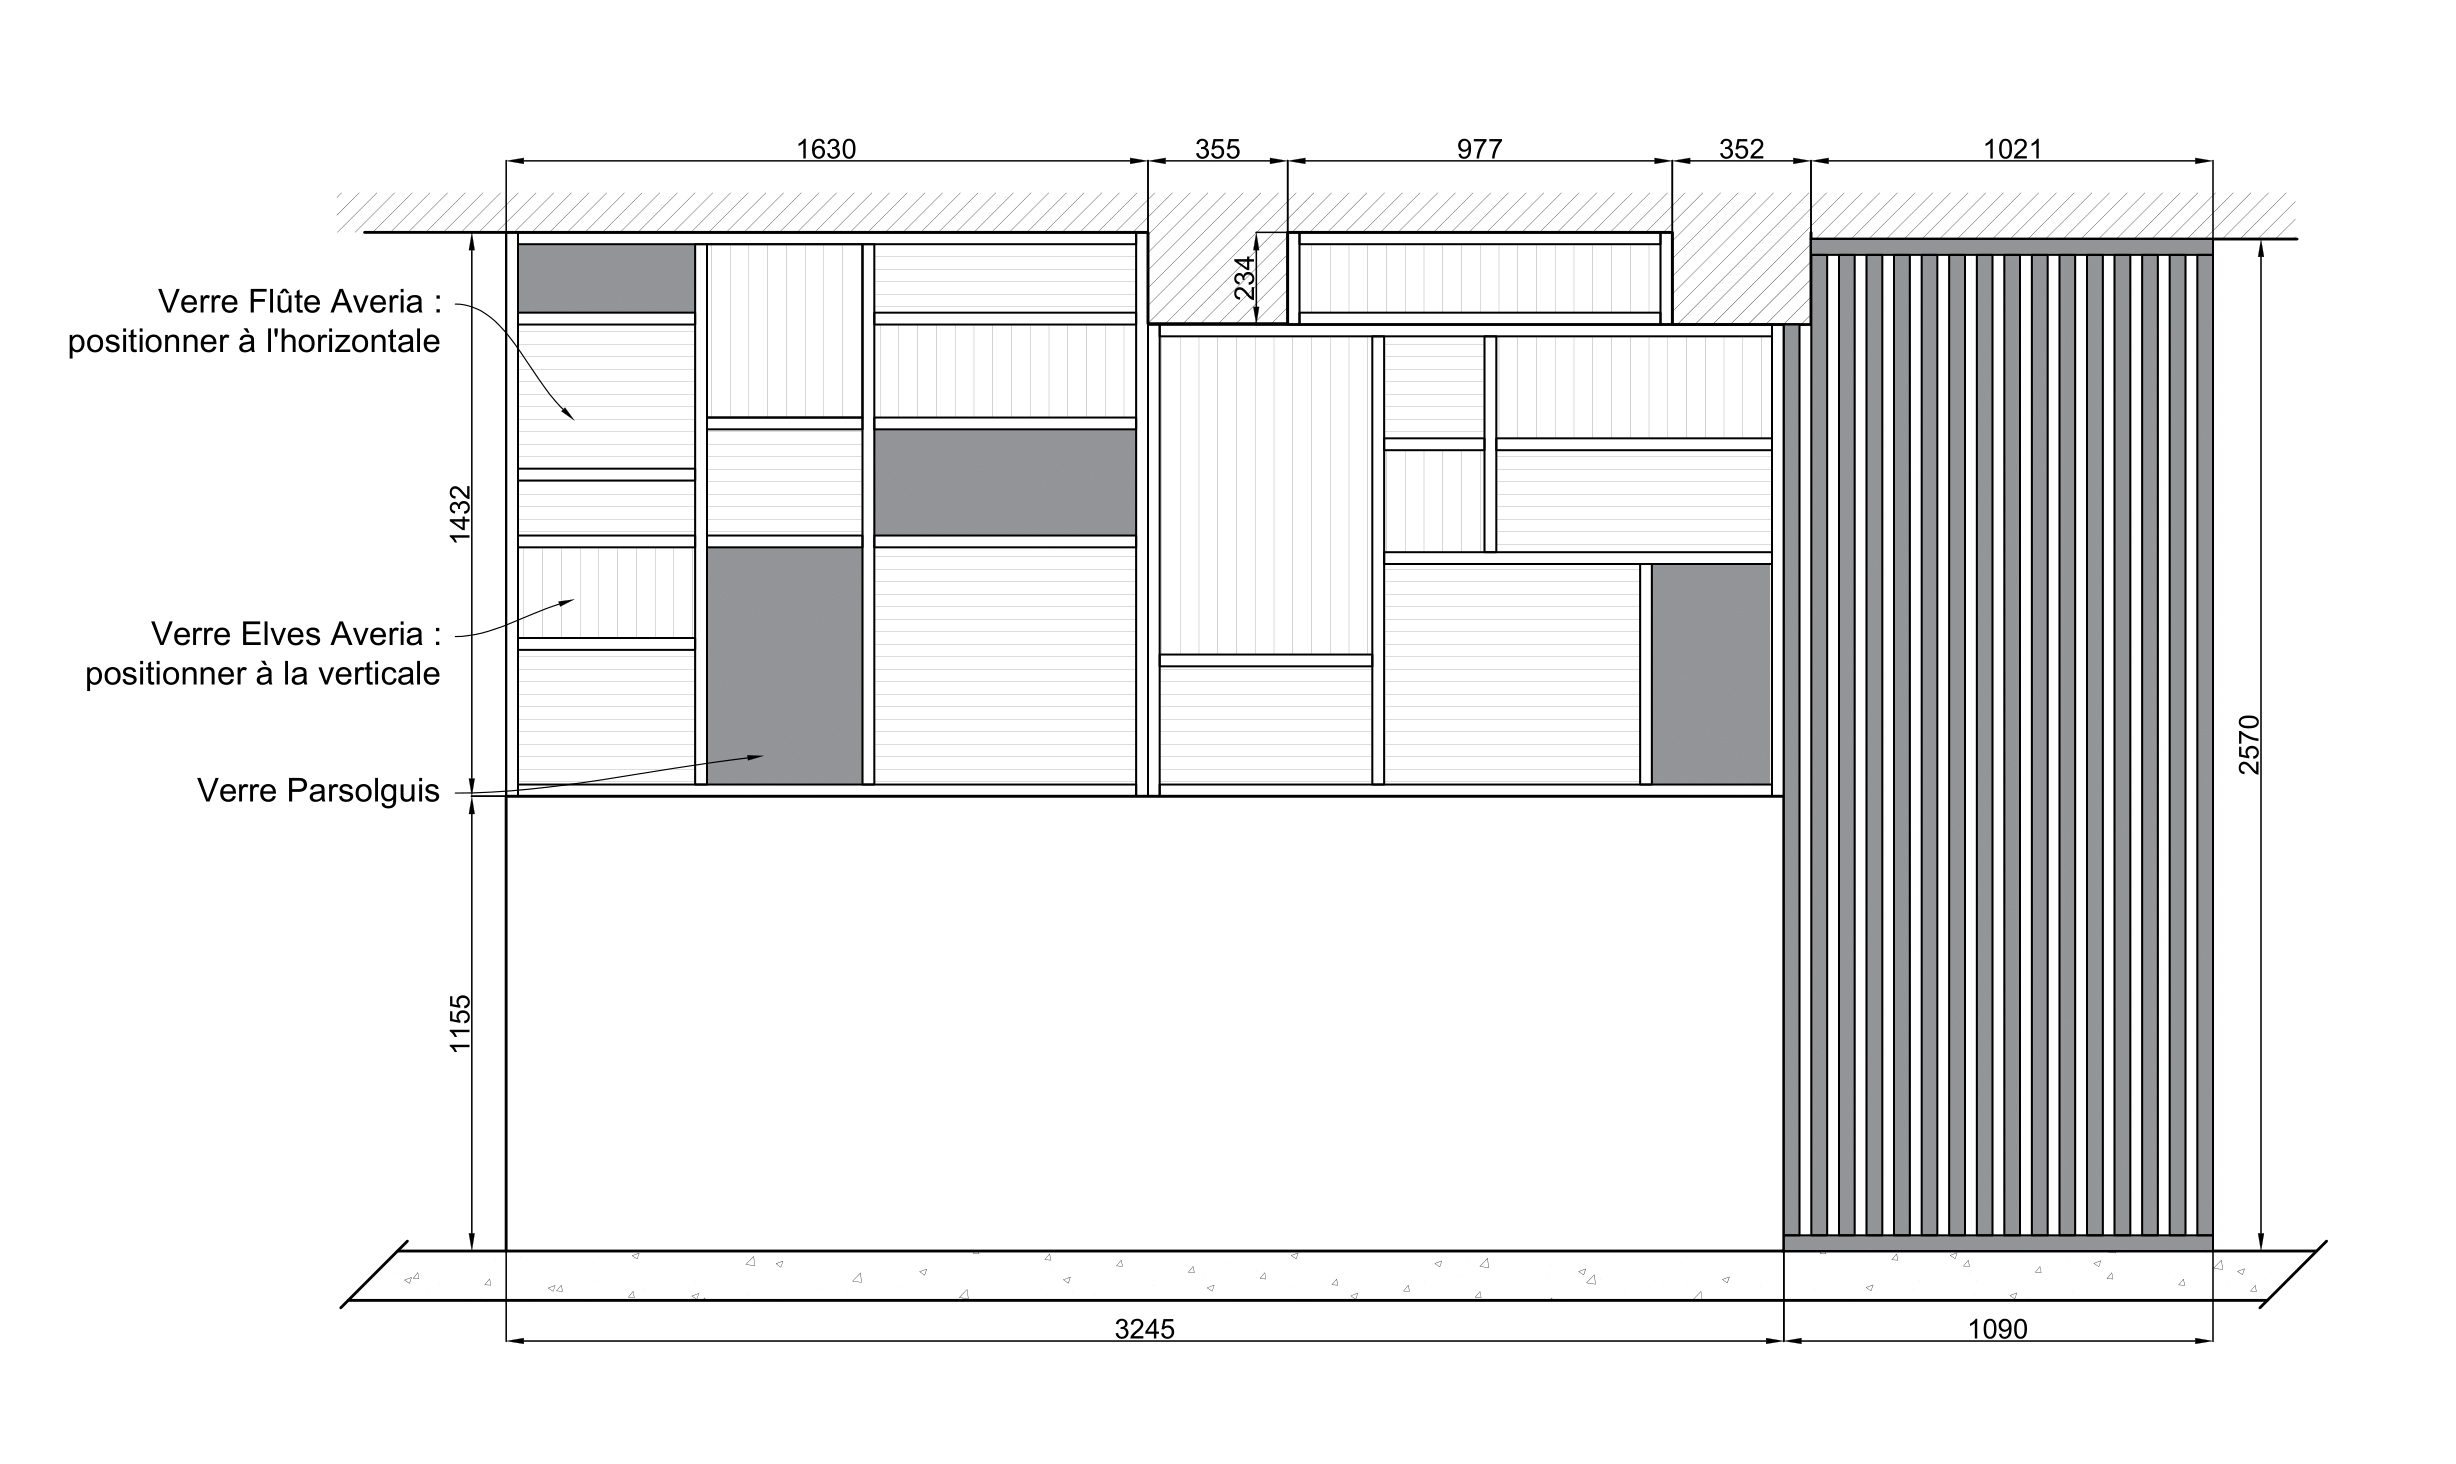 1630
355
977
352
1021
234
Verre Flûte Averia :
positionner à l'horizontale
1432
Verre Elves Averia :
positionner à la verticale
2570
Verre Parsolguis
1155
3245
1090